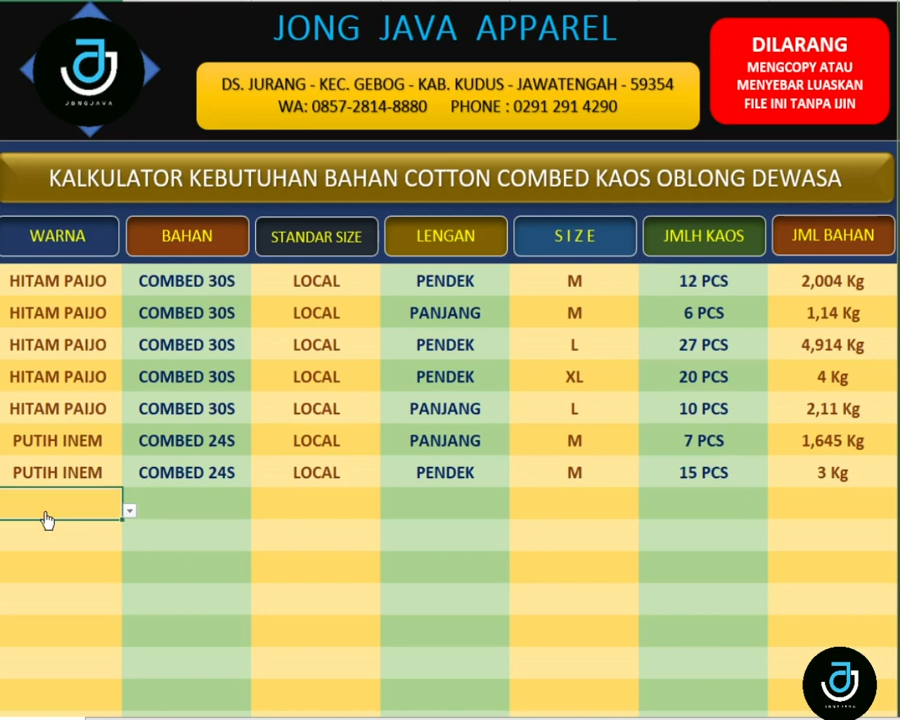 JONG JAVA APPAREL
JONGJAVA
DS. JURANG - KEC. GEBOG - KAB. KUDUS - JAWATENGAH - 59354
WA: 0857-2814-8880 PHONE : 0291 291 4290
DILARANG
MENGCOPY ATAU
MENYEBAR LUASKAN
FILE INI TANPA IJIN
KALKULATOR KEBUTUHAN BAHAN COTTON COMBED KAOS OBLONG DEWASA
WARNA BAHAN STANDAR SIZE LENGAN S I Z E JMLH KAOS JML BAHAN
HITAM PAIJO COMBED 30S LOCAL PENDEK M 12 PCS 2,004 Kg
HITAM PAIJO COMBED 30S LOCAL PANJANG M 6 PCS 1,14 Kg
HITAM PAIJO COMBED 30S LOCAL PENDEK L 27 PCS 4,914 Kg
HITAM PAIJO COMBED 30S LOCAL PENDEK XL 20 PCS 4 Kg
HITAM PAIJO COMBED 30S LOCAL PANJANG L 10 PCS 2,11 Kg
PUTIH INEM COMBED 24S LOCAL PANJANG M 7 PCS 1,645 Kg
PUTIH INEM COMBED 24S LOCAL PENDEK M 15 PCS 3 Kg